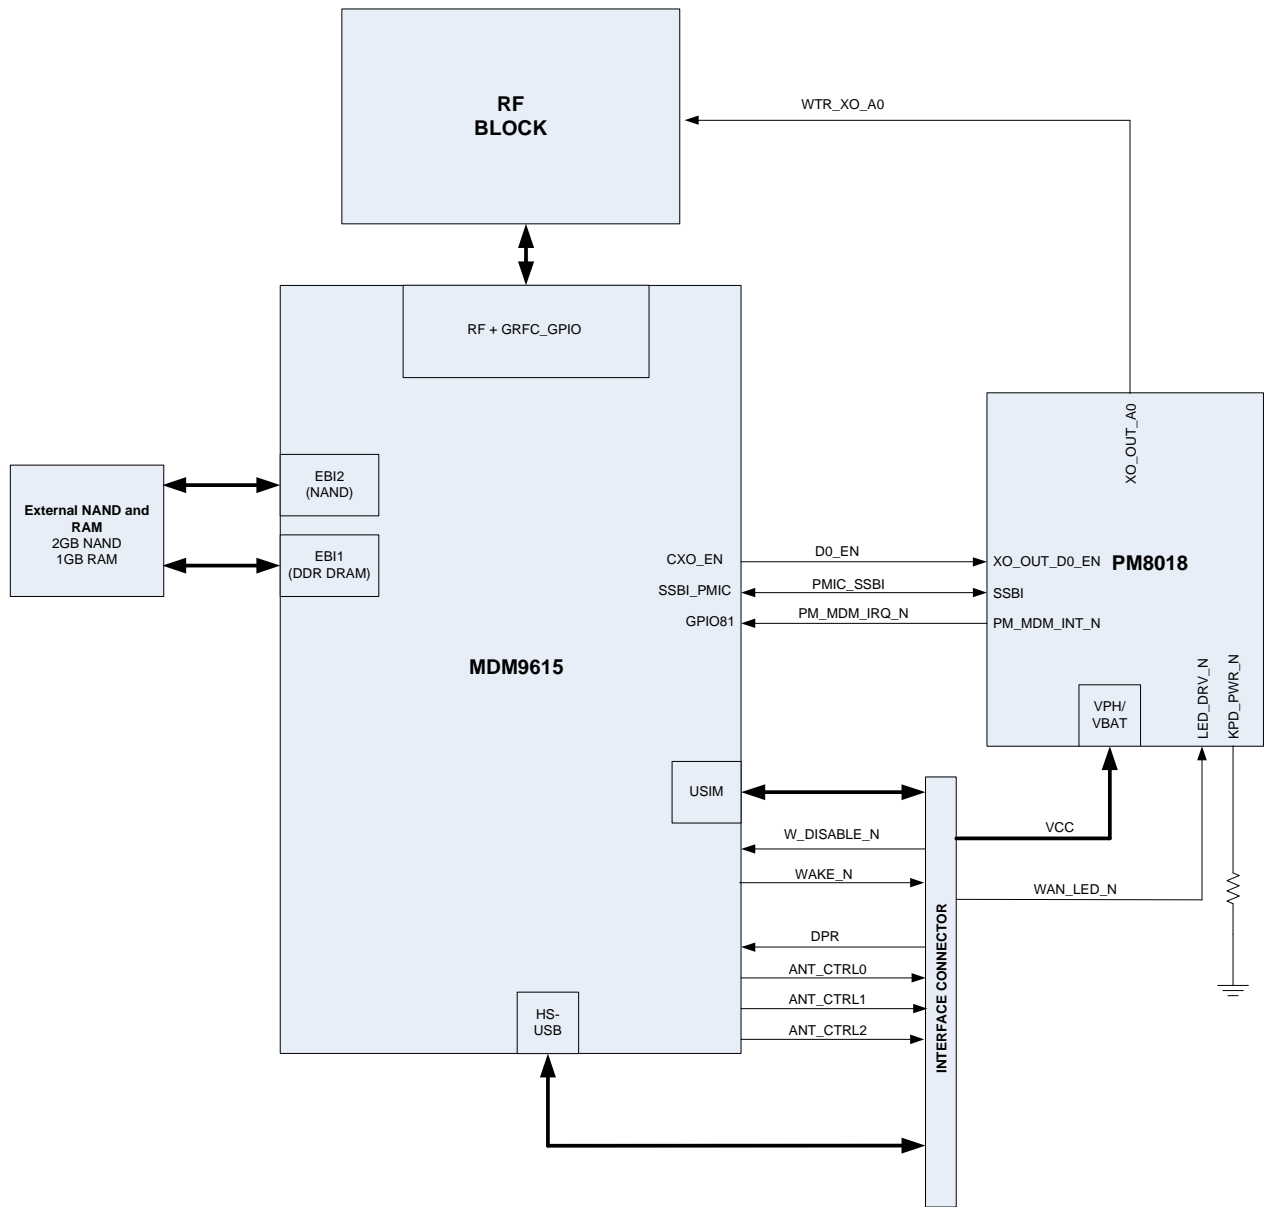 RF
BLOCK
WTR_XO_A0
RF + GRFC_GPIO
XO_OUT_A0
EBI2
(NAND)
External NAND and
RAM
2GB NAND
1GB RAM
EBI1
(DDR DRAM)
CXO_EN
D0_EN
XO_OUT_D0_EN
PM8018
SSBI_PMIC
PMIC_SSBI
SSBI
GPIO81
PM_MDM_IRQ_N
PM_MDM_INT_N
MDM9615
LED_DRV_N
KPD_PWR_N
VPH/
VBAT
USIM
VCC
W_DISABLE_N
WAKE_N
WAN_LED_N
DPR
ANT_CTRL0
ANT_CTRL1
ANT_CTRL2
HS-
USB
INTERFACE CONNECTOR